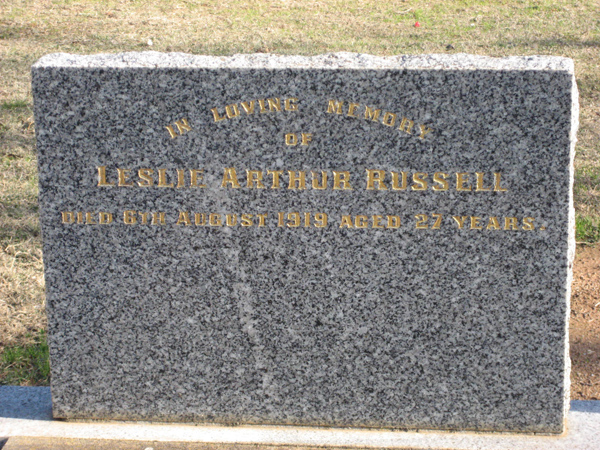 IN LOVING MEMORY
OF
LESLIE ARTHUR RUSSELL
DIED 6TH AUGUST 1919 AGED 27 YEARS.